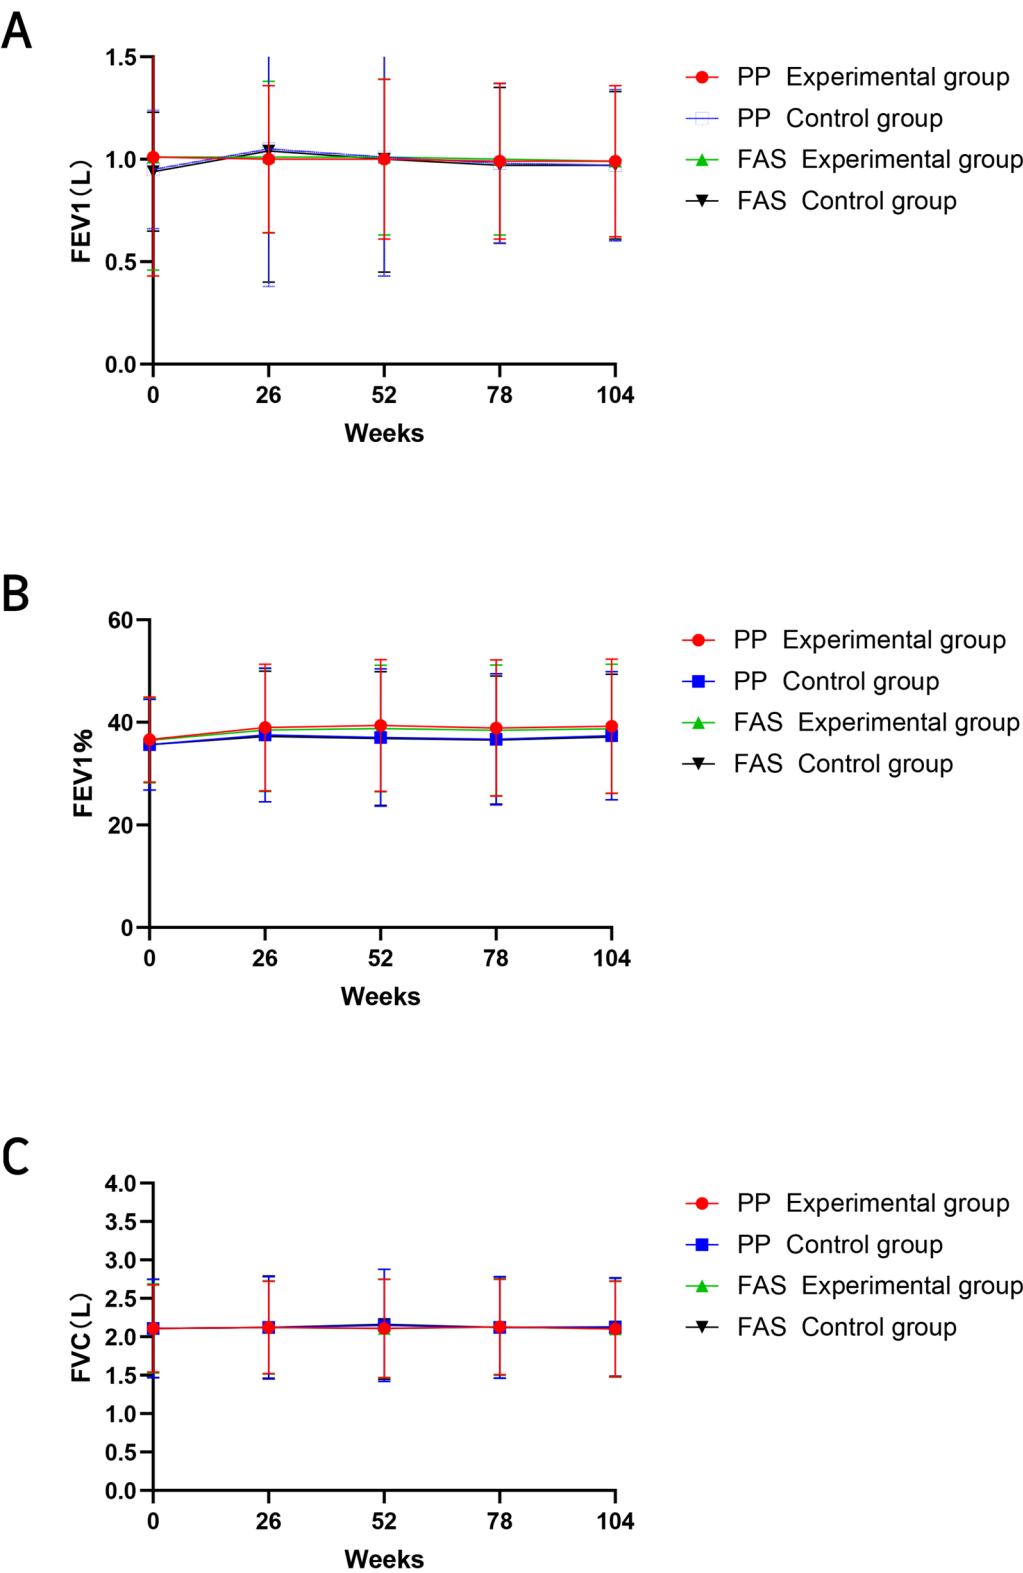 A
1.5
1.0
0.5
0.0
FEV1(L)
0 26 52 78 104
Weeks
PP Experimental group
PP Control group
FAS Experimental group
FAS Control group
B
60
40
20
0
FEV1%
0 26 52 78 104
Weeks
PP Experimental group
PP Control group
FAS Experimental group
FAS Control group
C
4.0
3.5
3.0
2.5
2.0
1.5
1.0
0.5
0.0
FVC(L)
0 26 52 78 104
Weeks
PP Experimental group
PP Control group
FAS Experimental group
FAS Control group